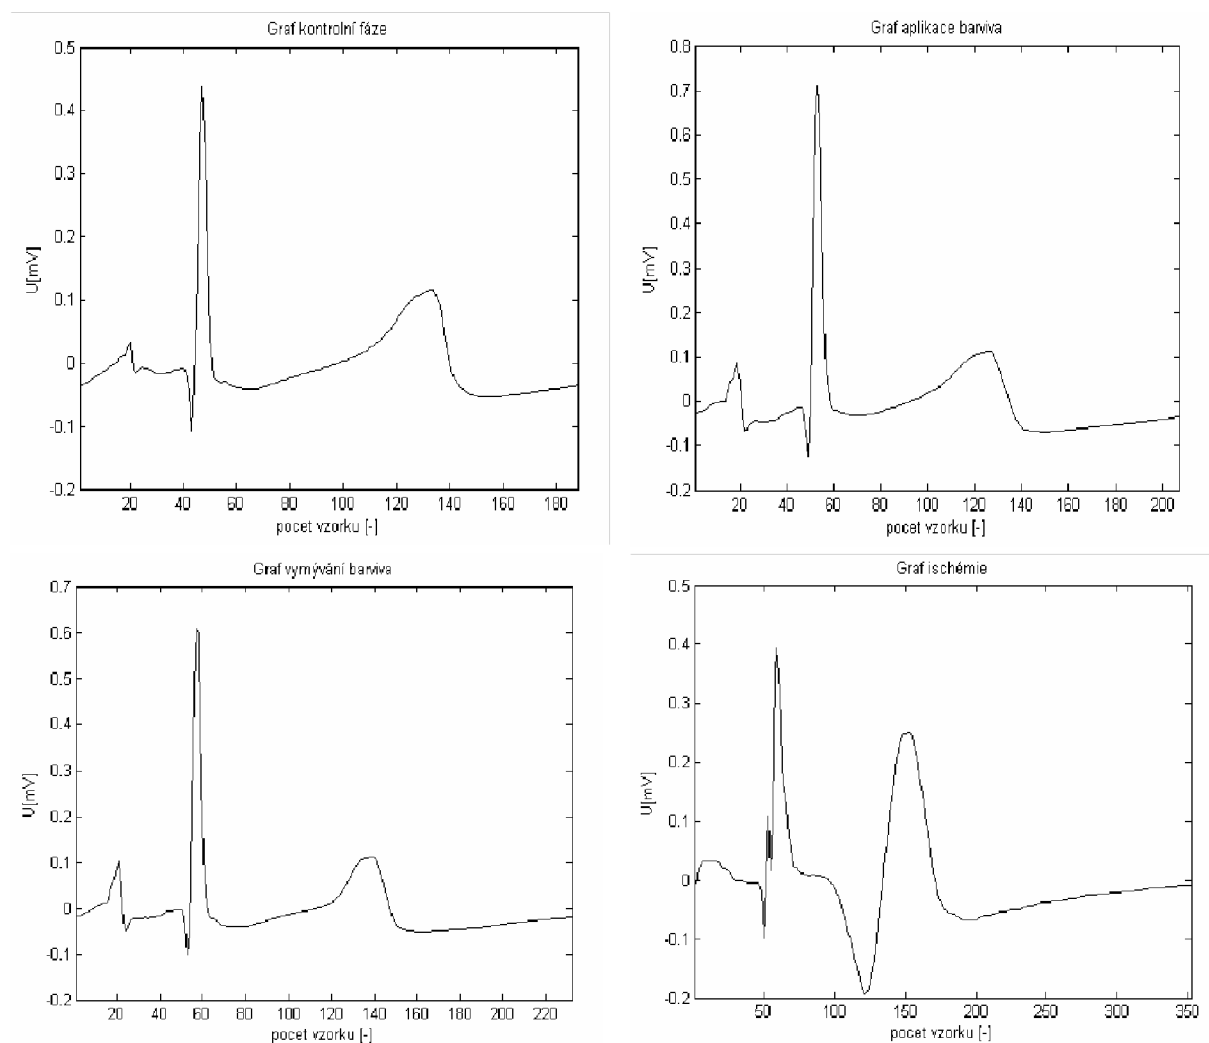 Graf kontrolní fáze
0.5
0.4
0.3
0.2
0.1
0
-0.1
-0.2
U[mV]
20 40 60 80 100 120 140 160 180
pocet vzorku [-]
Graf aplikace barviva
0.8
0.7
0.6
0.5
0.4
0.3
0.2
0.1
0
-0.1
-0.2
U[mV]
20 40 60 80 100 120 140 160 180 200
pocet vzorku [-]
Graf vymývání barviva
0.7
0.6
0.5
0.4
0.3
0.2
0.1
0
-0.1
-0.2
U[mV]
20 40 60 80 100 120 140 160 180 200 220
pocet vzorku [-]
Graf ischémie
0.5
0.4
0.3
0.2
0.1
0
-0.1
-0.2
U[mV]
50 100 150 200 250 300 350
pocet vzorku [-]